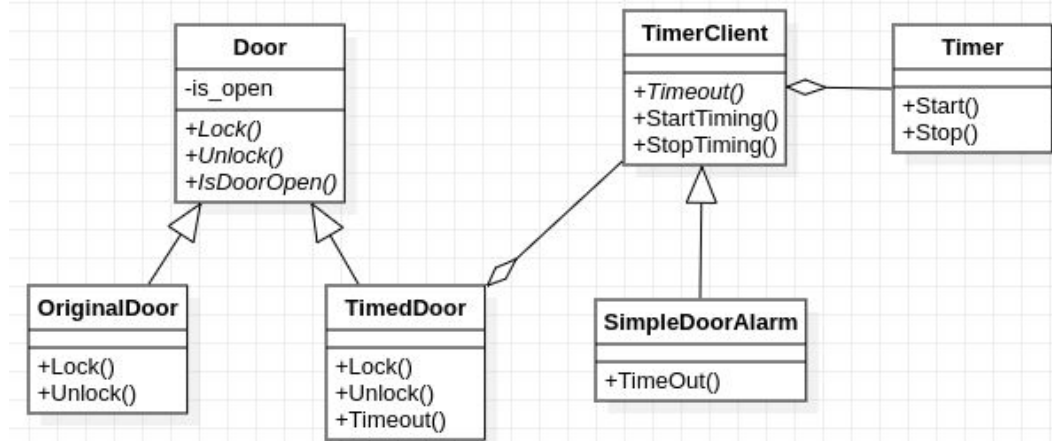 Door
-is_open
+Lock()
+Unlock()
+IsDoorOpen()
TimerClient
+Timeout()
+StartTiming()
+StopTiming()
Timer
+Start()
+Stop()
OriginalDoor
+Lock()
+Unlock()
TimedDoor
+Lock()
+Unlock()
+Timeout()
SimpleDoorAlarm
+TimeOut()